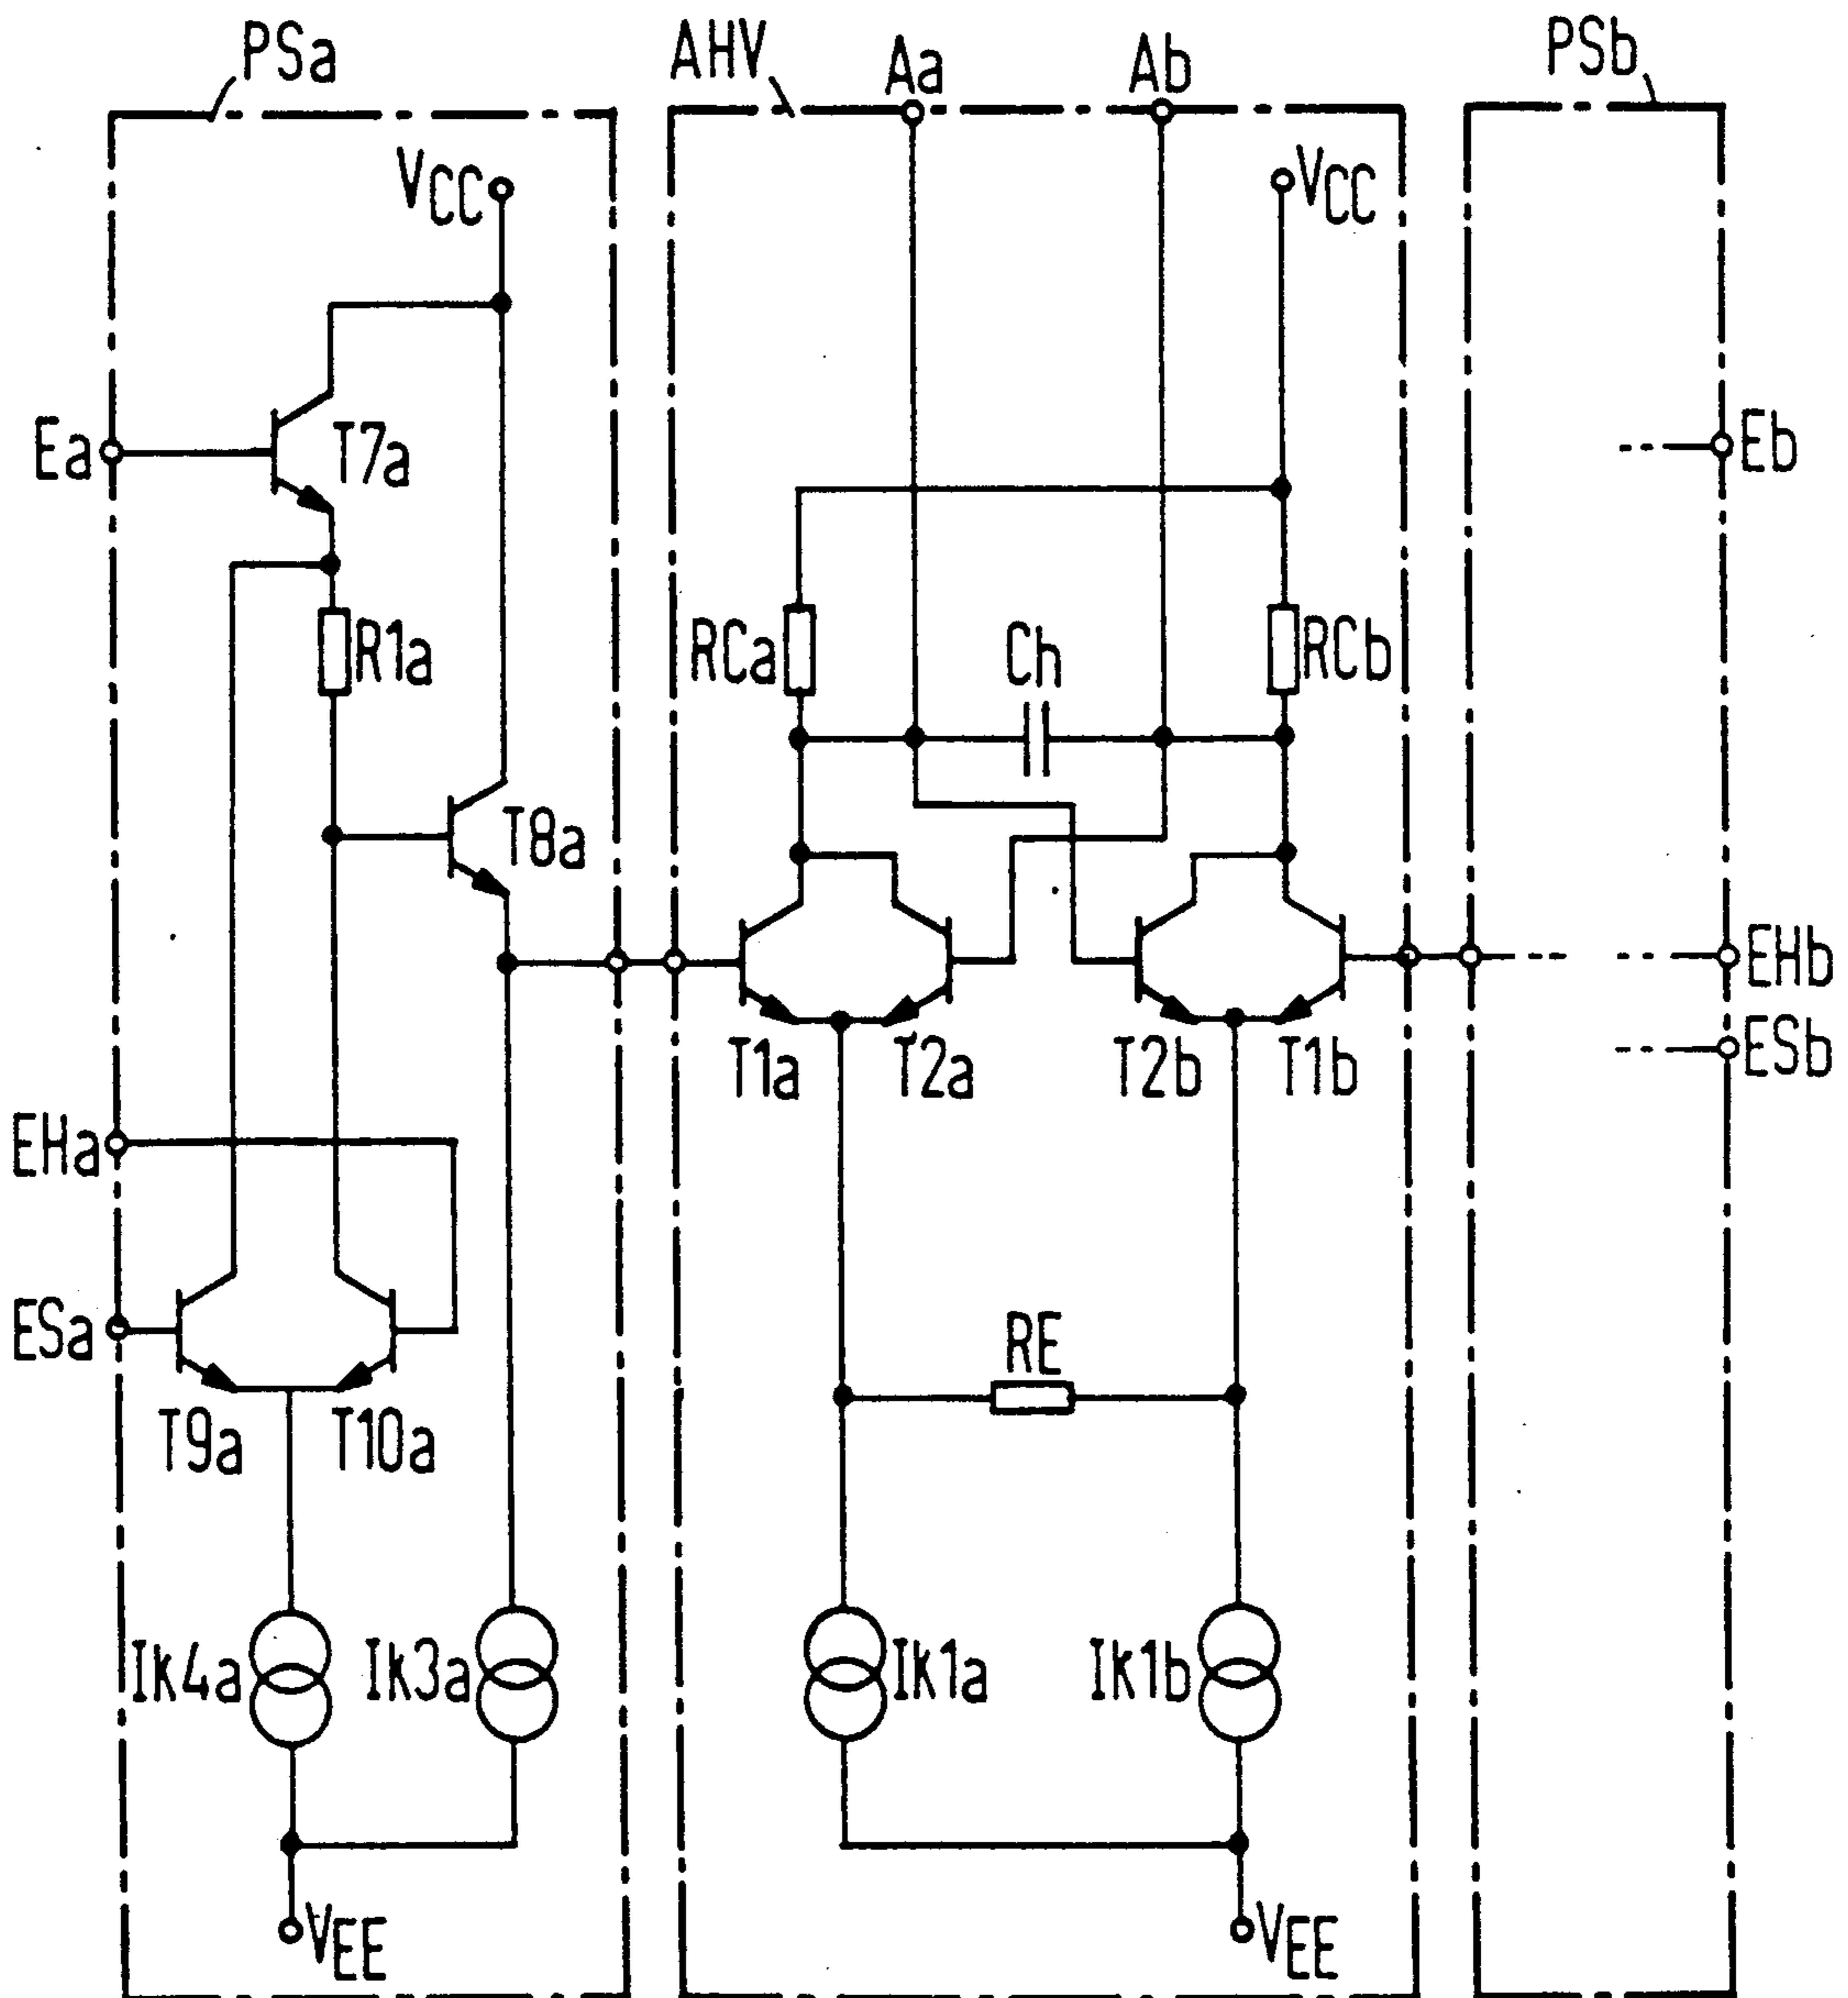 PSa
AHV
Aa
Ab
PSb
VCC
VCC
Ea
T7a
Eb
R1a
RCa
Ch
RCb
T8a
EHb
ESb
T1a
T2a
T2b
T1b
EHa
ESa
RE
T9a
T10a
Ik4a
Ik3a
Ik1a
Ik1b
VEE
VEE